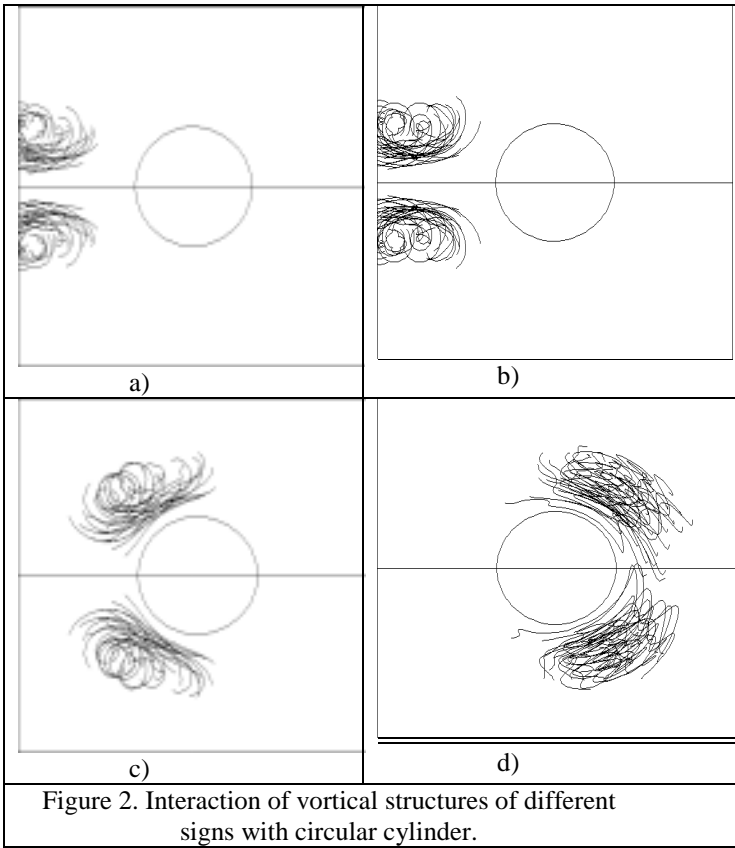 a)
b)
c)
d)
Figure 2. Interaction of vortical structures of different
signs with circular cylinder.